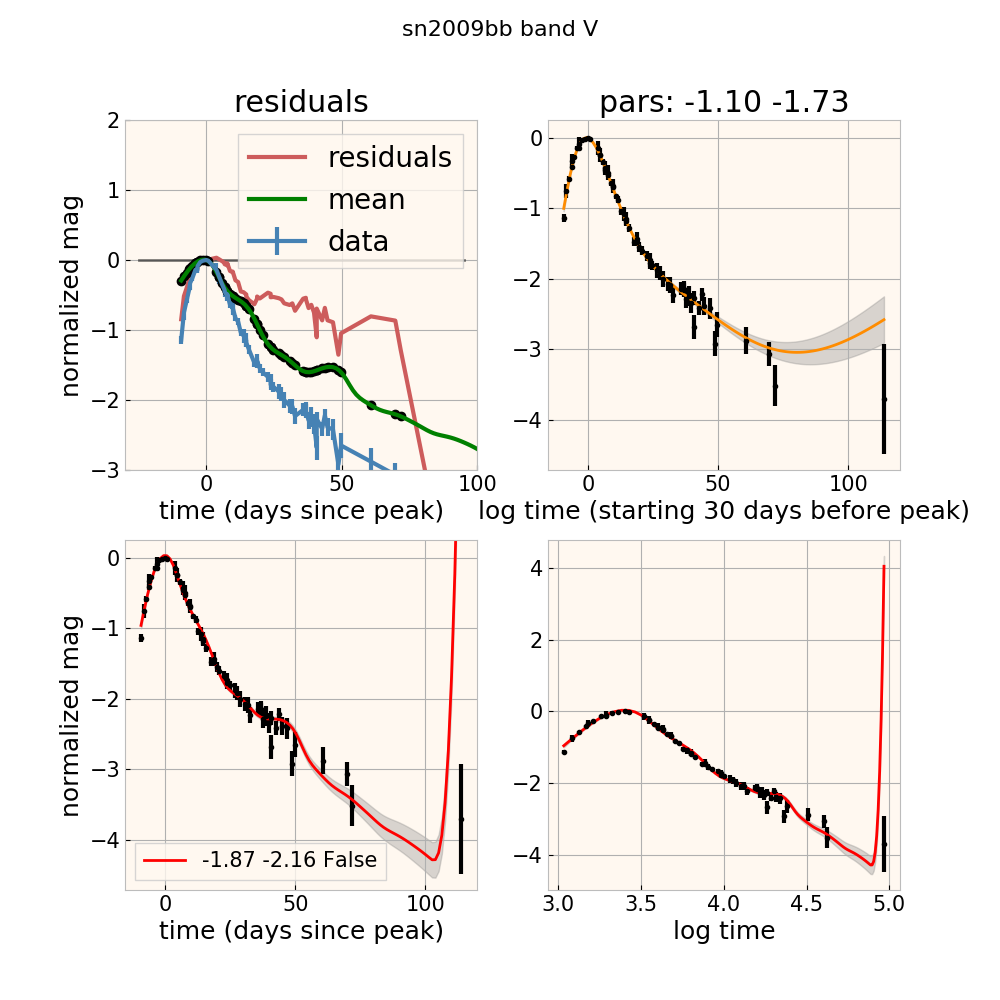 sn2009bb band V
residuals
pars: -1.10 -1.73
normalized mag
2
1
0
−1
−2
−3
residuals
mean
data
0
50
100
time (days since peak)
0
−1
−2
−3
−4
0
50
100
log time (starting 30 days before peak)
normalized mag
0
−1
−2
−3
−4
-1.87 -2.16 False
0
50
100
time (days since peak)
4
2
0
−2
−4
3.0
3.5
4.0
4.5
5.0
log time